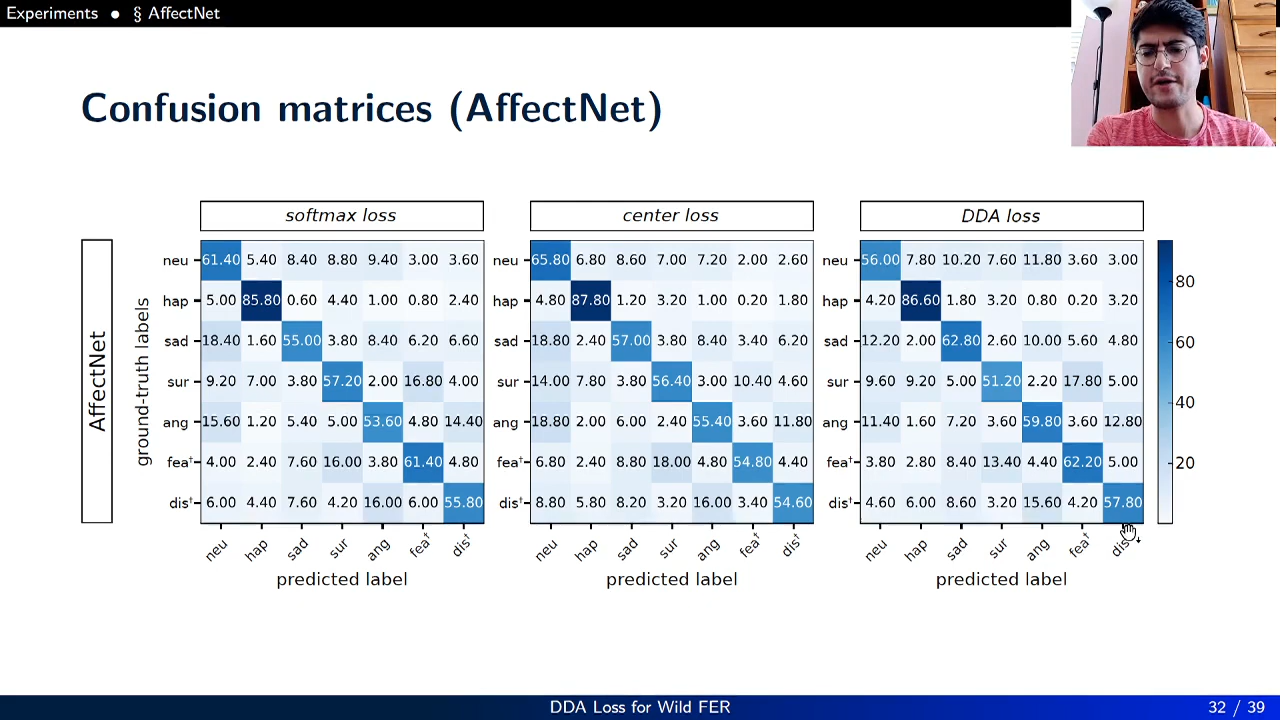 Experiments • § AffectNet
Confusion matrices (AffectNet)
softmax loss
center loss
DDA loss
AffectNet
ground-truth labels
neu 61.40 5.40 8.40 8.80 9.40 3.00 3.60
hap 5.00 85.80 0.60 4.40 1.00 0.80 2.40
sad 18.40 1.60 55.00 3.80 8.40 6.20 6.60
sur 9.20 7.00 3.80 57.20 2.00 16.80 4.00
ang 15.60 1.20 5.40 5.00 53.60 4.80 14.40
fea† 4.00 2.40 7.60 16.00 3.80 61.40 4.80
dis† 6.00 4.40 7.60 4.20 16.00 6.00 55.80
neu hap sad sur ang fea† dis†
predicted label
neu 65.80 6.80 8.60 7.00 7.20 2.00 2.60
hap 4.80 87.80 1.20 3.20 1.00 0.20 1.80
sad 18.80 2.40 57.00 3.80 8.40 3.40 6.20
sur 14.00 7.80 3.80 56.40 3.00 10.40 4.60
ang 18.80 2.00 6.00 2.40 55.40 3.60 11.80
fea† 6.80 2.40 8.80 18.00 4.80 54.80 4.40
dis† 8.80 5.80 8.20 3.20 16.00 3.40 54.60
neu hap sad sur ang fea† dis†
predicted label
neu 56.00 7.80 10.20 7.60 11.80 3.60 3.00
hap 4.20 86.60 1.80 3.20 0.80 0.20 3.20
sad 12.20 2.00 62.80 2.60 10.00 5.60 4.80
sur 9.60 9.20 5.00 51.20 2.20 17.80 5.00
ang 11.40 1.60 7.20 3.60 59.80 3.60 12.80
fea† 3.80 2.80 8.40 13.40 4.40 62.20 5.00
dis† 4.60 6.00 8.60 3.20 15.60 4.20 57.80
neu hap sad sur ang fea† dis
predicted label
80
60
40
20
DDA Loss for Wild FER
32 / 39